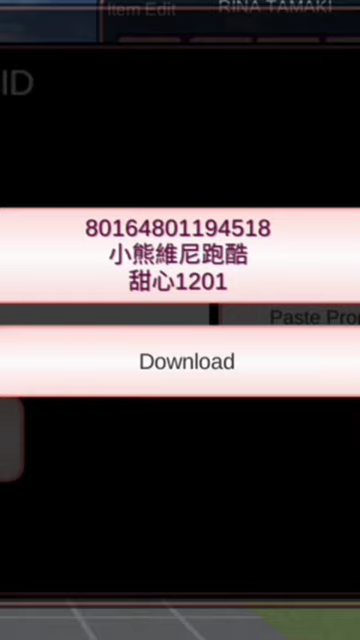 Item Edit
RINA TAMAKI
ID
80164801194518
小熊維尼跑酷
甜心1201
Paste Pro
Download